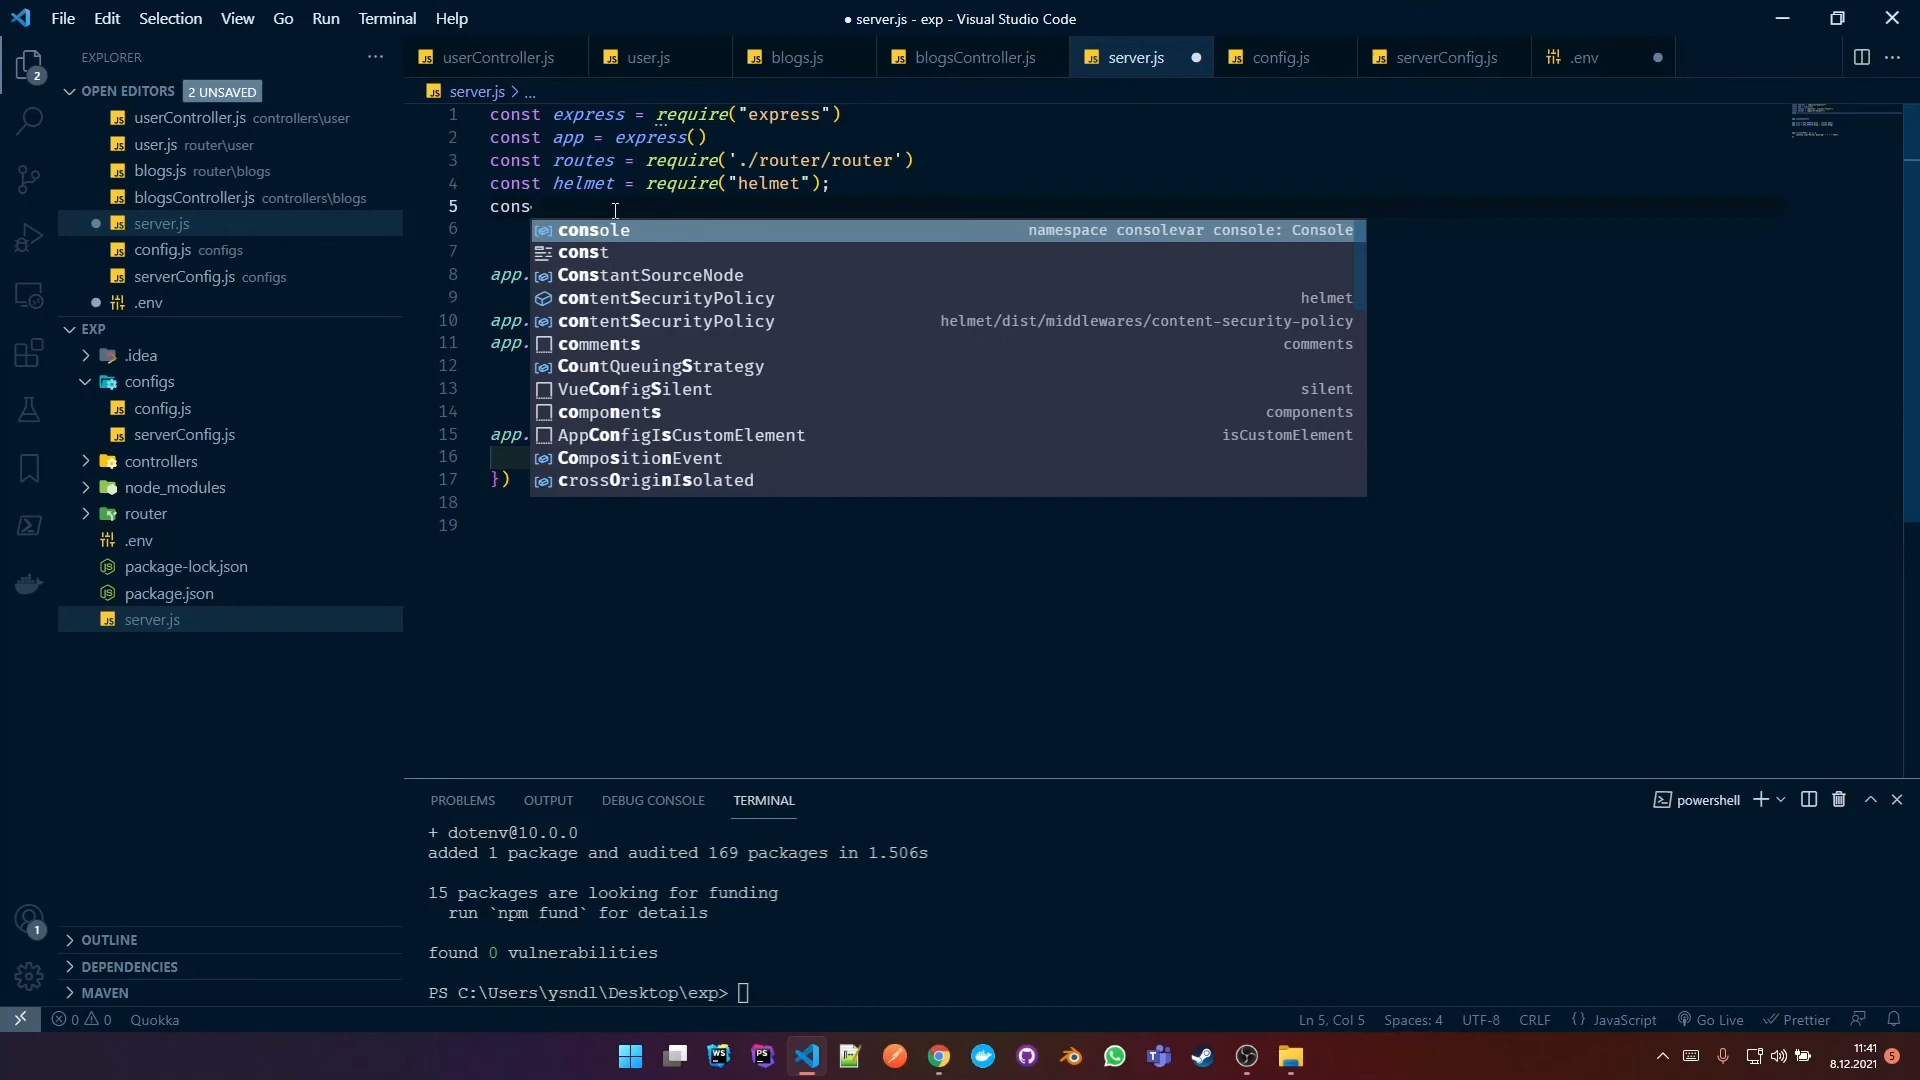 File Edit Selection View Go Run Terminal Help
● server.js - exp - Visual Studio Code
EXPLORER
userController.js user.js blogs.js blogsController.js server.js config.js serverConfig.js .env
2
OPEN EDITORS 2 UNSAVED
server.js > ...
userController.js controllers\user
user.js router\user
blogs.js router\blogs
blogsController.js controllers\blogs
server.js
config.js configs
serverConfig.js configs
.env
EXP
.idea
configs
config.js
serverConfig.js
controllers
node_modules
router
.env
package-lock.json
package.json
server.js
1
OUTLINE
DEPENDENCIES
MAVEN
1 const express = require("express")
2 const app = express()
3 const routes = require('./router/router')
4 const helmet = require("helmet");
5 cons
6
7
8 app.
9
10 app.
11 app.
12
13
14
15 app.
16
17 })
18
19
console namespace consolevar console: Console
const
ConstantSourceNode
contentSecurityPolicy helmet
contentSecurityPolicy helmet/dist/middlewares/content-security-policy
comments comments
CountQueuingStrategy
VueConfigSilent silent
components components
AppConfigIsCustomElement isCustomElement
CompositionEvent
crossOriginIsolated
PROBLEMS OUTPUT DEBUG CONSOLE TERMINAL
powershell
+ dotenv@10.0.0
added 1 package and audited 169 packages in 1.506s
15 packages are looking for funding
run `npm fund` for details
found 0 vulnerabilities
PS C:\Users\ysndl\Desktop\exp>
0 0 Quokka
Ln 5, Col 5 Spaces: 4 UTF-8 CRLF {} JavaScript Go Live Prettier
WS PS
11:41
8.12.2021
5